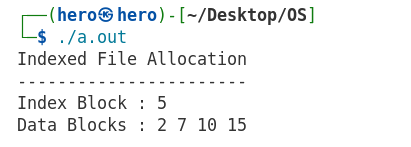 ┌──(hero㉿hero)-[~/Desktop/OS]
└─$ ./a.out
Indexed File Allocation
-----------------------
Index Block : 5
Data Blocks : 2 7 10 15